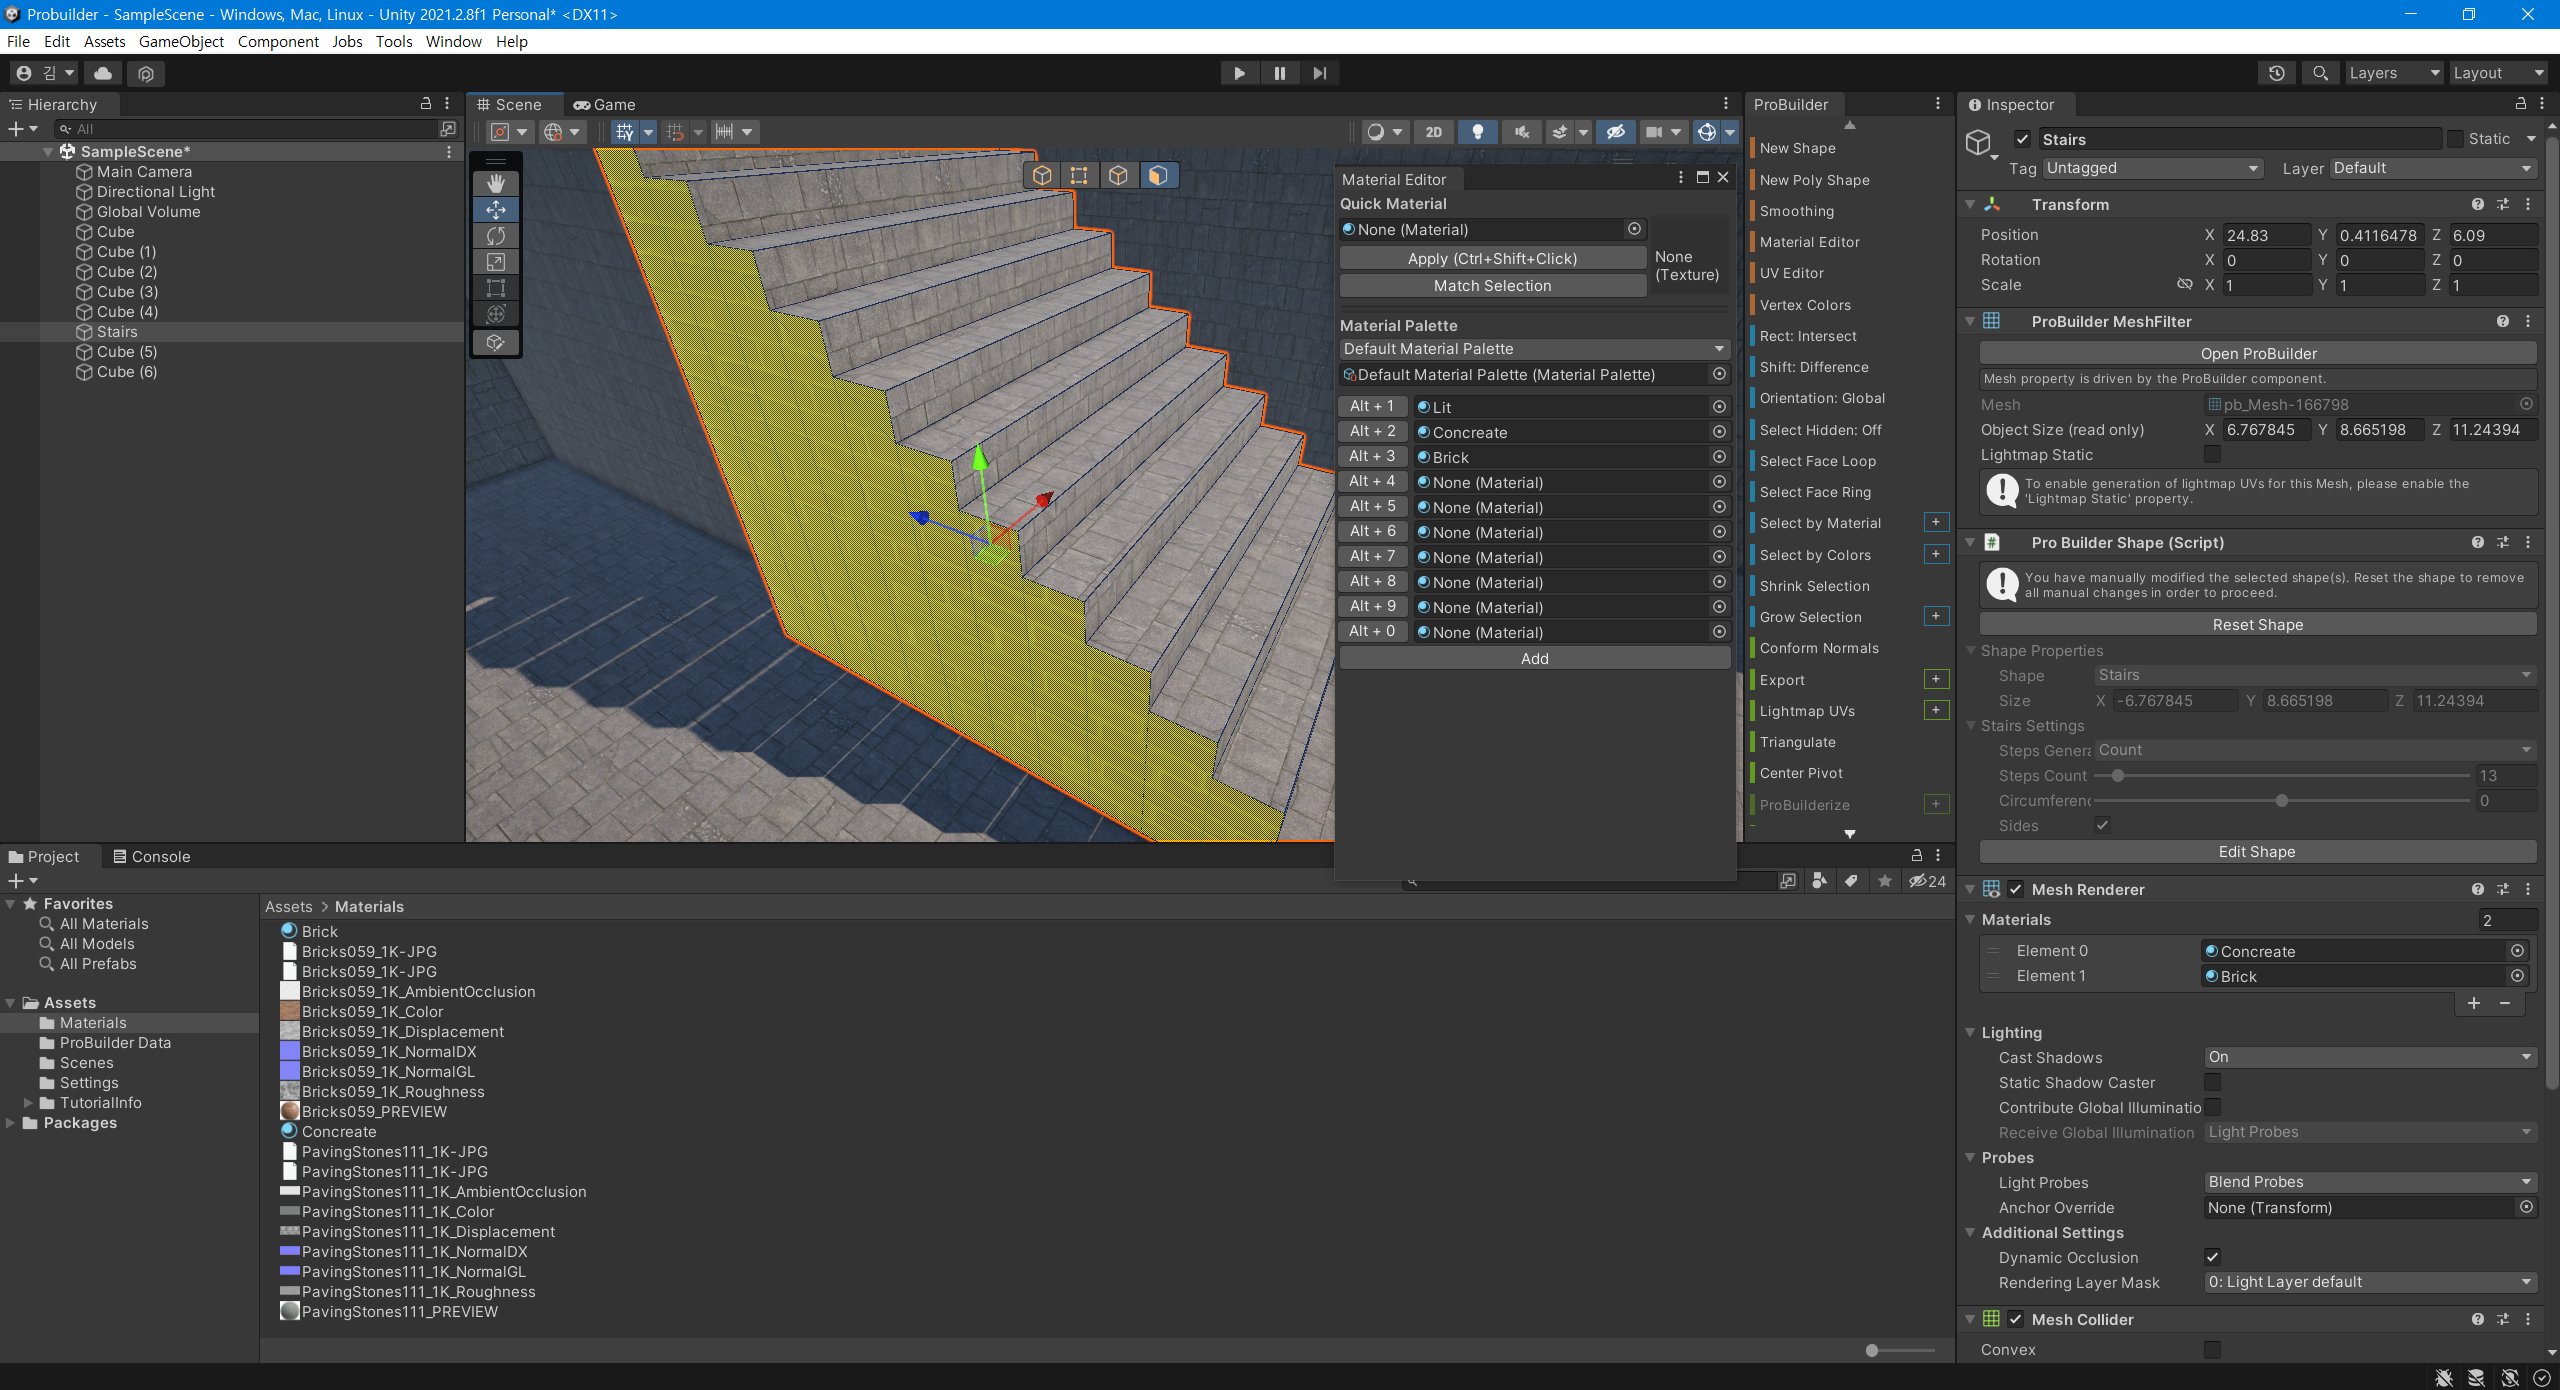 Probuilder - SampleScene - Windows, Mac, Linux - Unity 2021.2.8f1 Personal* <DX11>
File Edit Assets GameObject Component Jobs Tools Window Help
김 Layers Layout
Hierarchy
All
SampleScene*
Main Camera
Directional Light
Global Volume
Cube
Cube (1)
Cube (2)
Cube (3)
Cube (4)
Stairs
Cube (5)
Cube (6)
Scene Game
2D
Material Editor
Quick Material
None (Material)
Apply (Ctrl+Shift+Click)
Match Selection
None
(Texture)
Material Palette
Default Material Palette
Default Material Palette (Material Palette)
Alt + 1 Lit
Alt + 2 Concreate
Alt + 3 Brick
Alt + 4 None (Material)
Alt + 5 None (Material)
Alt + 6 None (Material)
Alt + 7 None (Material)
Alt + 8 None (Material)
Alt + 9 None (Material)
Alt + 0 None (Material)
Add
ProBuilder
New Shape
New Poly Shape
Smoothing
Material Editor
UV Editor
Vertex Colors
Rect: Intersect
Shift: Difference
Orientation: Global
Select Hidden: Off
Select Face Loop
Select Face Ring
Select by Material +
Select by Colors +
Shrink Selection
Grow Selection +
Conform Normals
Export +
Lightmap UVs +
Triangulate
Center Pivot
ProBuilderize +
Inspector
Stairs Static
Tag Untagged Layer Default
Transform
Position X 24.83 Y 0.4116478 Z 6.09
Rotation X 0 Y 0 Z 0
Scale X 1 Y 1 Z 1
ProBuilder MeshFilter
Open ProBuilder
Mesh property is driven by the ProBuilder component.
Mesh pb_Mesh-166798
Object Size (read only) X 6.767845 Y 8.665198 Z 11.24394
Lightmap Static
To enable generation of lightmap UVs for this Mesh, please enable the
'Lightmap Static' property.
Pro Builder Shape (Script)
You have manually modified the selected shape(s). Reset the shape to remove
all manual changes in order to proceed.
Reset Shape
Shape Properties
Shape Stairs
Size X -6.767845 Y 8.665198 Z 11.24394
Stairs Settings
Steps Genera Count
Steps Count 13
Circumferenc 0
Sides
Edit Shape
Mesh Renderer
Materials 2
Element 0 Concreate
Element 1 Brick
Lighting
Cast Shadows On
Static Shadow Caster
Contribute Global Illuminatio
Receive Global Illumination Light Probes
Probes
Light Probes Blend Probes
Anchor Override None (Transform)
Additional Settings
Dynamic Occlusion
Rendering Layer Mask 0: Light Layer default
Mesh Collider
Convex
Project Console
24
Favorites
All Materials
All Models
All Prefabs
Assets
Materials
ProBuilder Data
Scenes
Settings
TutorialInfo
Packages
Assets > Materials
Brick
Bricks059_1K-JPG
Bricks059_1K-JPG
Bricks059_1K_AmbientOcclusion
Bricks059_1K_Color
Bricks059_1K_Displacement
Bricks059_1K_NormalDX
Bricks059_1K_NormalGL
Bricks059_1K_Roughness
Bricks059_PREVIEW
Concreate
PavingStones111_1K-JPG
PavingStones111_1K-JPG
PavingStones111_1K_AmbientOcclusion
PavingStones111_1K_Color
PavingStones111_1K_Displacement
PavingStones111_1K_NormalDX
PavingStones111_1K_NormalGL
PavingStones111_1K_Roughness
PavingStones111_PREVIEW